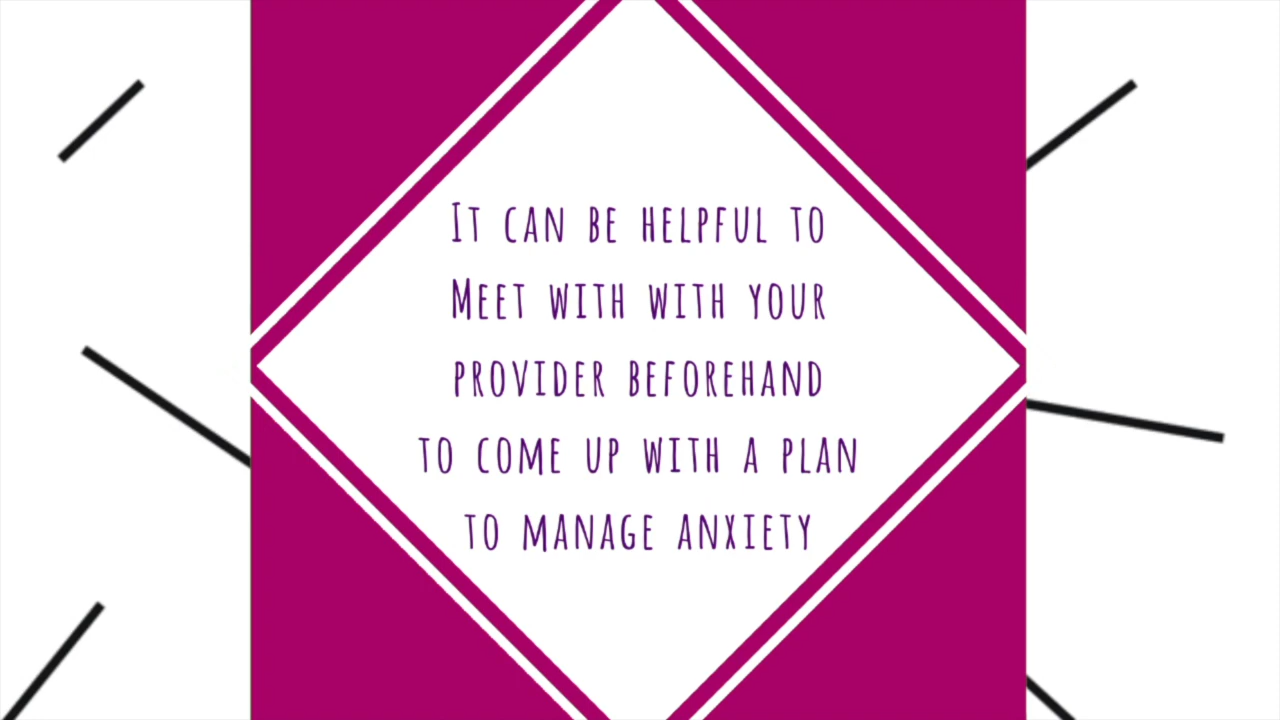 It can be helpful to
Meet with with your
provider beforehand
to come up with a plan
to manage anxiety